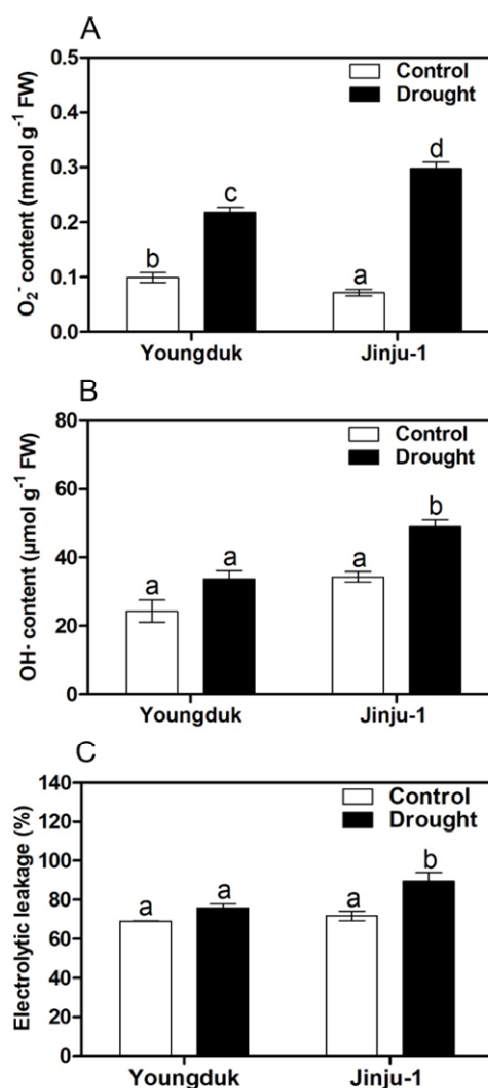 A
O₂⁻ content (mmol g⁻¹ FW)
0.5
0.4
0.3
0.2
0.1
0.0
Control
Drought
b
c
a
d
Youngduk
Jinju-1
B
OH- content (µmol g⁻¹ FW)
80
60
40
20
0
Control
Drought
a
a
a
b
Youngduk
Jinju-1
C
Electrolytic leakage (%)
140
120
100
80
60
40
20
0
Control
Drought
a
a
a
b
Youngduk
Jinju-1